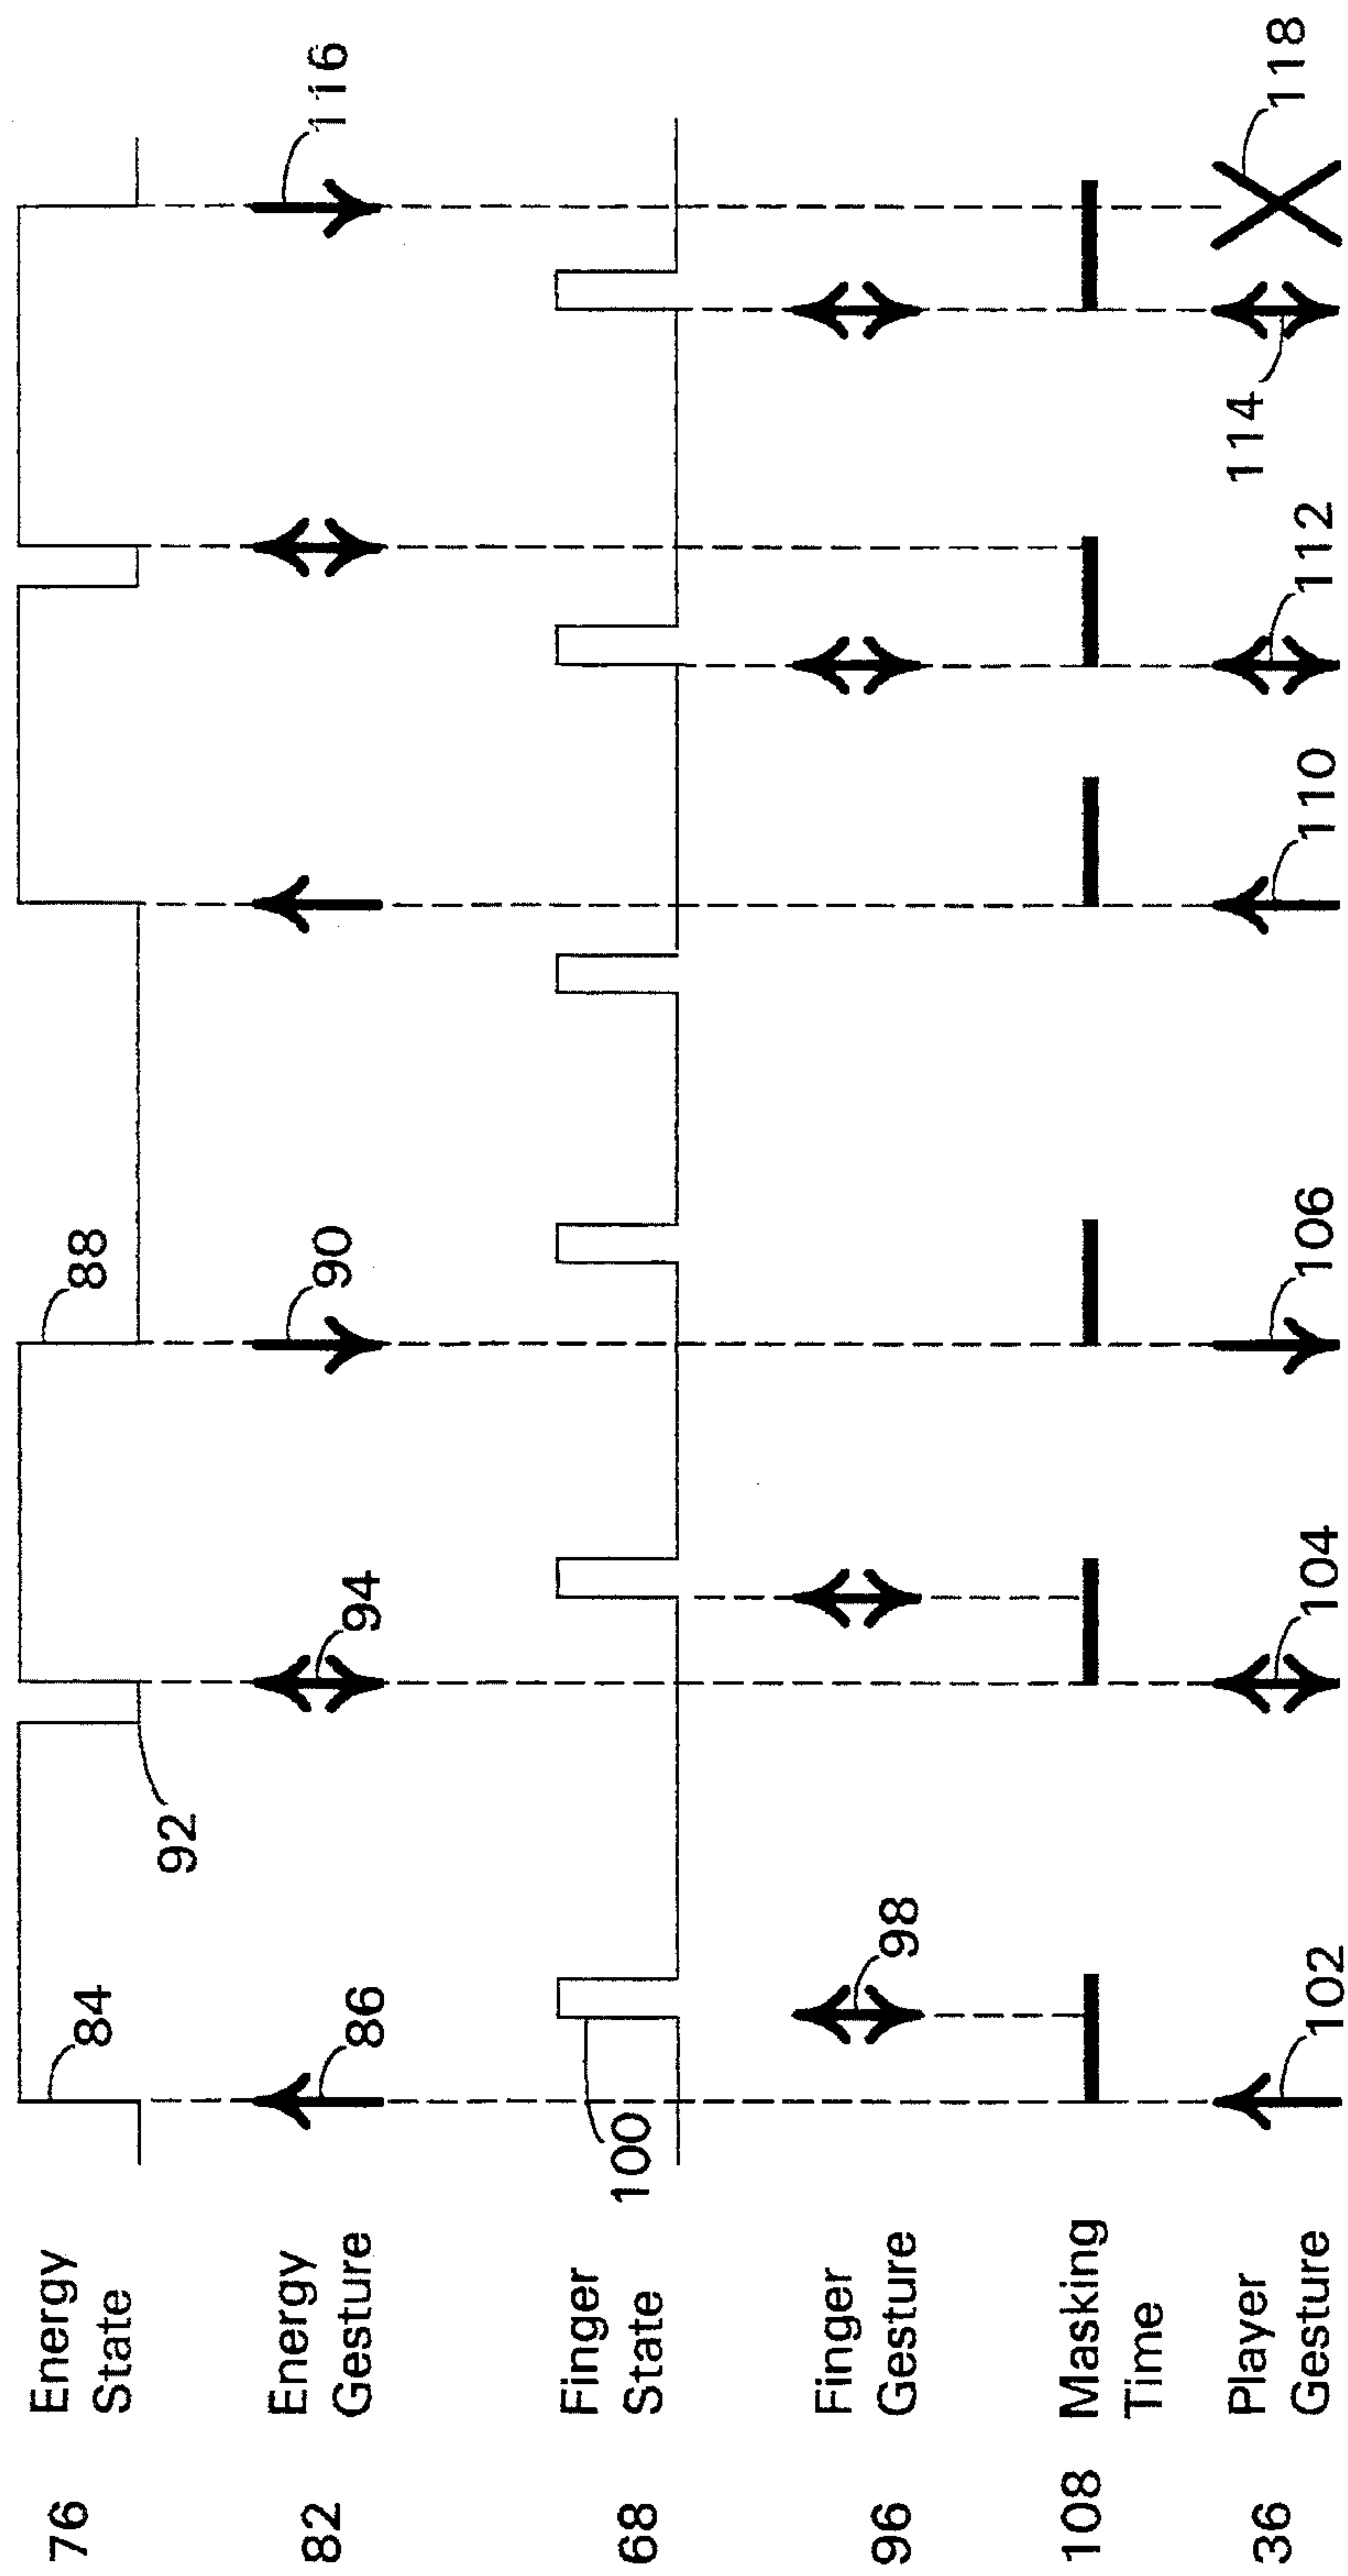 76 Energy
State
84
92
88
82 Energy
Gesture
86
94
90
116
68 Finger
State
100
96 Finger
Gesture
98
108 Masking
Time
36 Player
Gesture
102
104
106
110
112
114
118